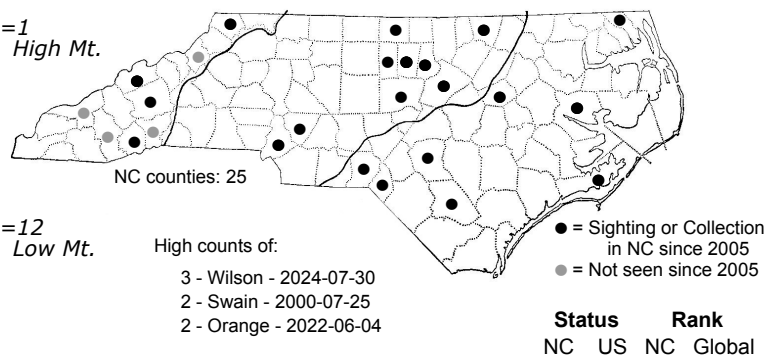 =1
High Mt.
NC counties: 25
=12
Low Mt.
High counts of:
3 - Wilson - 2024-07-30
2 - Swain - 2000-07-25
2 - Orange - 2022-06-04
= Sighting or Collection
in NC since 2005
= Not seen since 2005
Status Rank
NC US NC Global